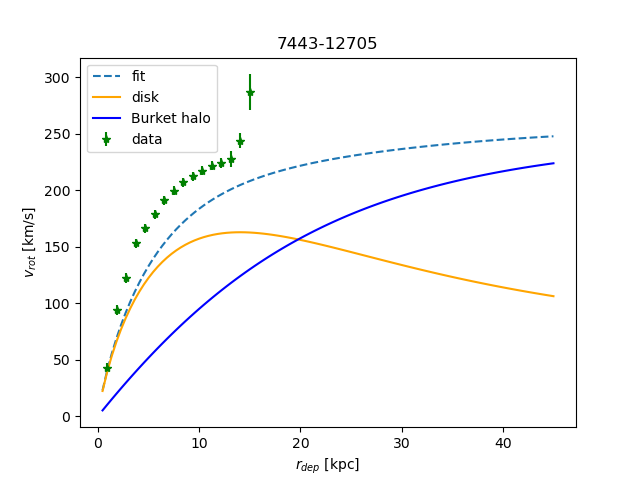 7443-12705
fit
disk
Burket halo
data
300
250
200
150
100
50
0
v_rot [km/s]
0 10 20 30 40
r_dep [kpc]